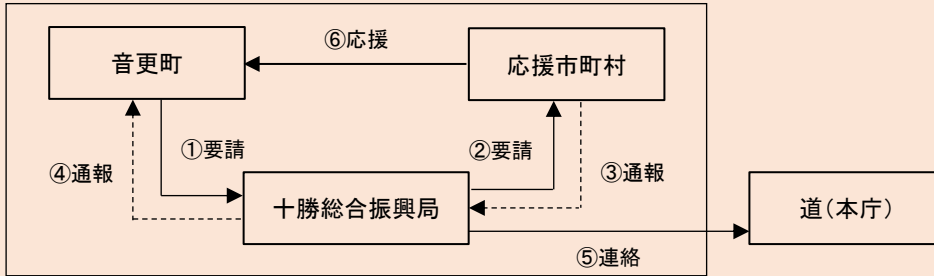 ⑥応援
音更町
応援市町村
①要請
②要請
④通報
③通報
十勝総合振興局
道（本庁）
⑤連絡